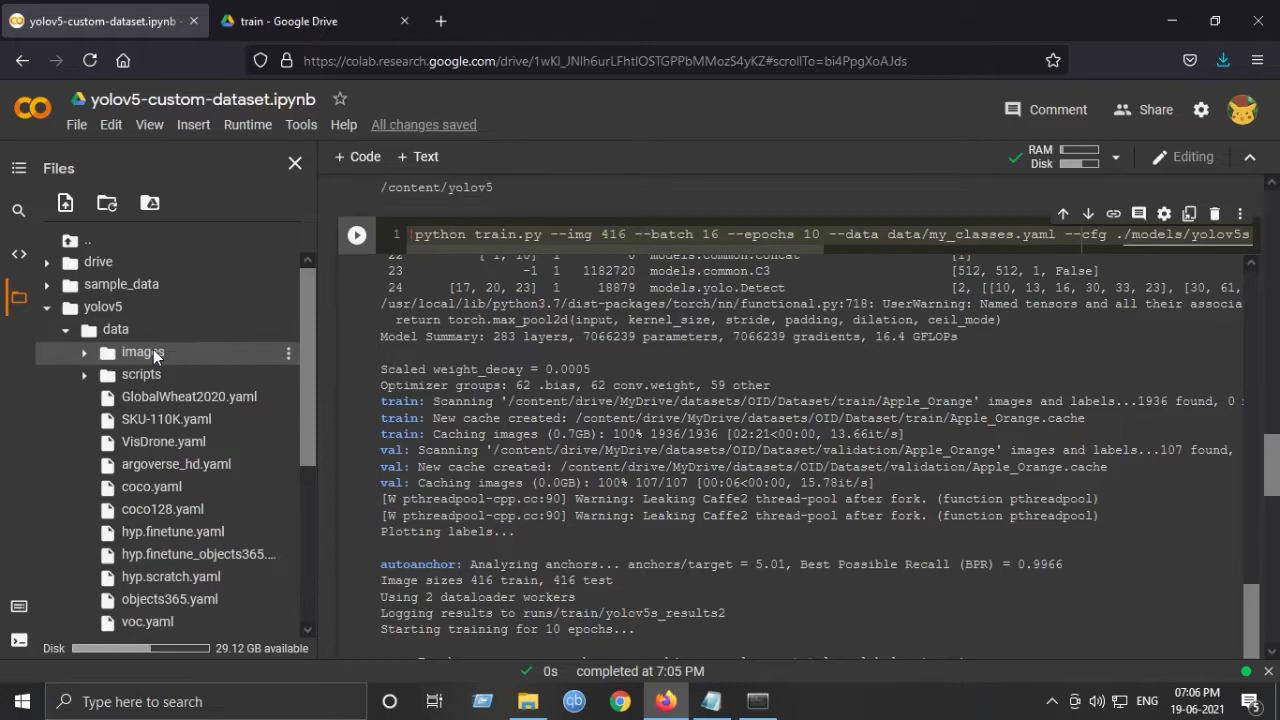 yolov5-custom-dataset.ipynb
train - Google Drive
https://colab.research.google.com/drive/1wKl_JNlh6urLFhtIOSTGPPbMMozS4yKZ#scrollTo=bi4PpgXoAJds
yolov5-custom-dataset.ipynb
Comment
Share
File Edit View Insert Runtime Tools Help All changes saved
Files
+ Code + Text
RAM
Disk
Editing
/content/yolov5
1 !python train.py --img 416 --batch 16 --epochs 10 --data data/my_classes.yaml --cfg ./models/yolov5s
..
drive
sample_data
yolov5
data
images
scripts
GlobalWheat2020.yaml
SKU-110K.yaml
VisDrone.yaml
argoverse_hd.yaml
coco.yaml
coco128.yaml
hyp.finetune.yaml
hyp.finetune_objects365....
hyp.scratch.yaml
objects365.yaml
voc.yaml
Disk 29.12 GB available
22 [ -1, 10] 1 0 models.common.Concat [1]
23 -1 1 1182720 models.common.C3 [512, 512, 1, False]
24 [17, 20, 23] 1 18879 models.yolo.Detect [2, [[10, 13, 16, 30, 33, 23], [30, 61,
/usr/local/lib/python3.7/dist-packages/torch/nn/functional.py:718: UserWarning: Named tensors and all their associa
return torch.max_pool2d(input, kernel_size, stride, padding, dilation, ceil_mode)
Model Summary: 283 layers, 7066239 parameters, 7066239 gradients, 16.4 GFLOPs
Scaled weight_decay = 0.0005
Optimizer groups: 62 .bias, 62 conv.weight, 59 other
train: Scanning '/content/drive/MyDrive/datasets/OID/Dataset/train/Apple_Orange' images and labels...1936 found, 0
train: New cache created: /content/drive/MyDrive/datasets/OID/Dataset/train/Apple_Orange.cache
train: Caching images (0.7GB): 100% 1936/1936 [02:21<00:00, 13.66it/s]
val: Scanning '/content/drive/MyDrive/datasets/OID/Dataset/validation/Apple_Orange' images and labels...107 found,
val: New cache created: /content/drive/MyDrive/datasets/OID/Dataset/validation/Apple_Orange.cache
val: Caching images (0.0GB): 100% 107/107 [00:06<00:00, 15.78it/s]
[W pthreadpool-cpp.cc:90] Warning: Leaking Caffe2 thread-pool after fork. (function pthreadpool)
[W pthreadpool-cpp.cc:90] Warning: Leaking Caffe2 thread-pool after fork. (function pthreadpool)
Plotting labels...
autoanchor: Analyzing anchors... anchors/target = 5.01, Best Possible Recall (BPR) = 0.9966
Image sizes 416 train, 416 test
Using 2 dataloader workers
Logging results to runs/train/yolov5s_results2
Starting training for 10 epochs...
0s completed at 7:05 PM
Type here to search
ENG
07:06 PM
19-06-2021
5